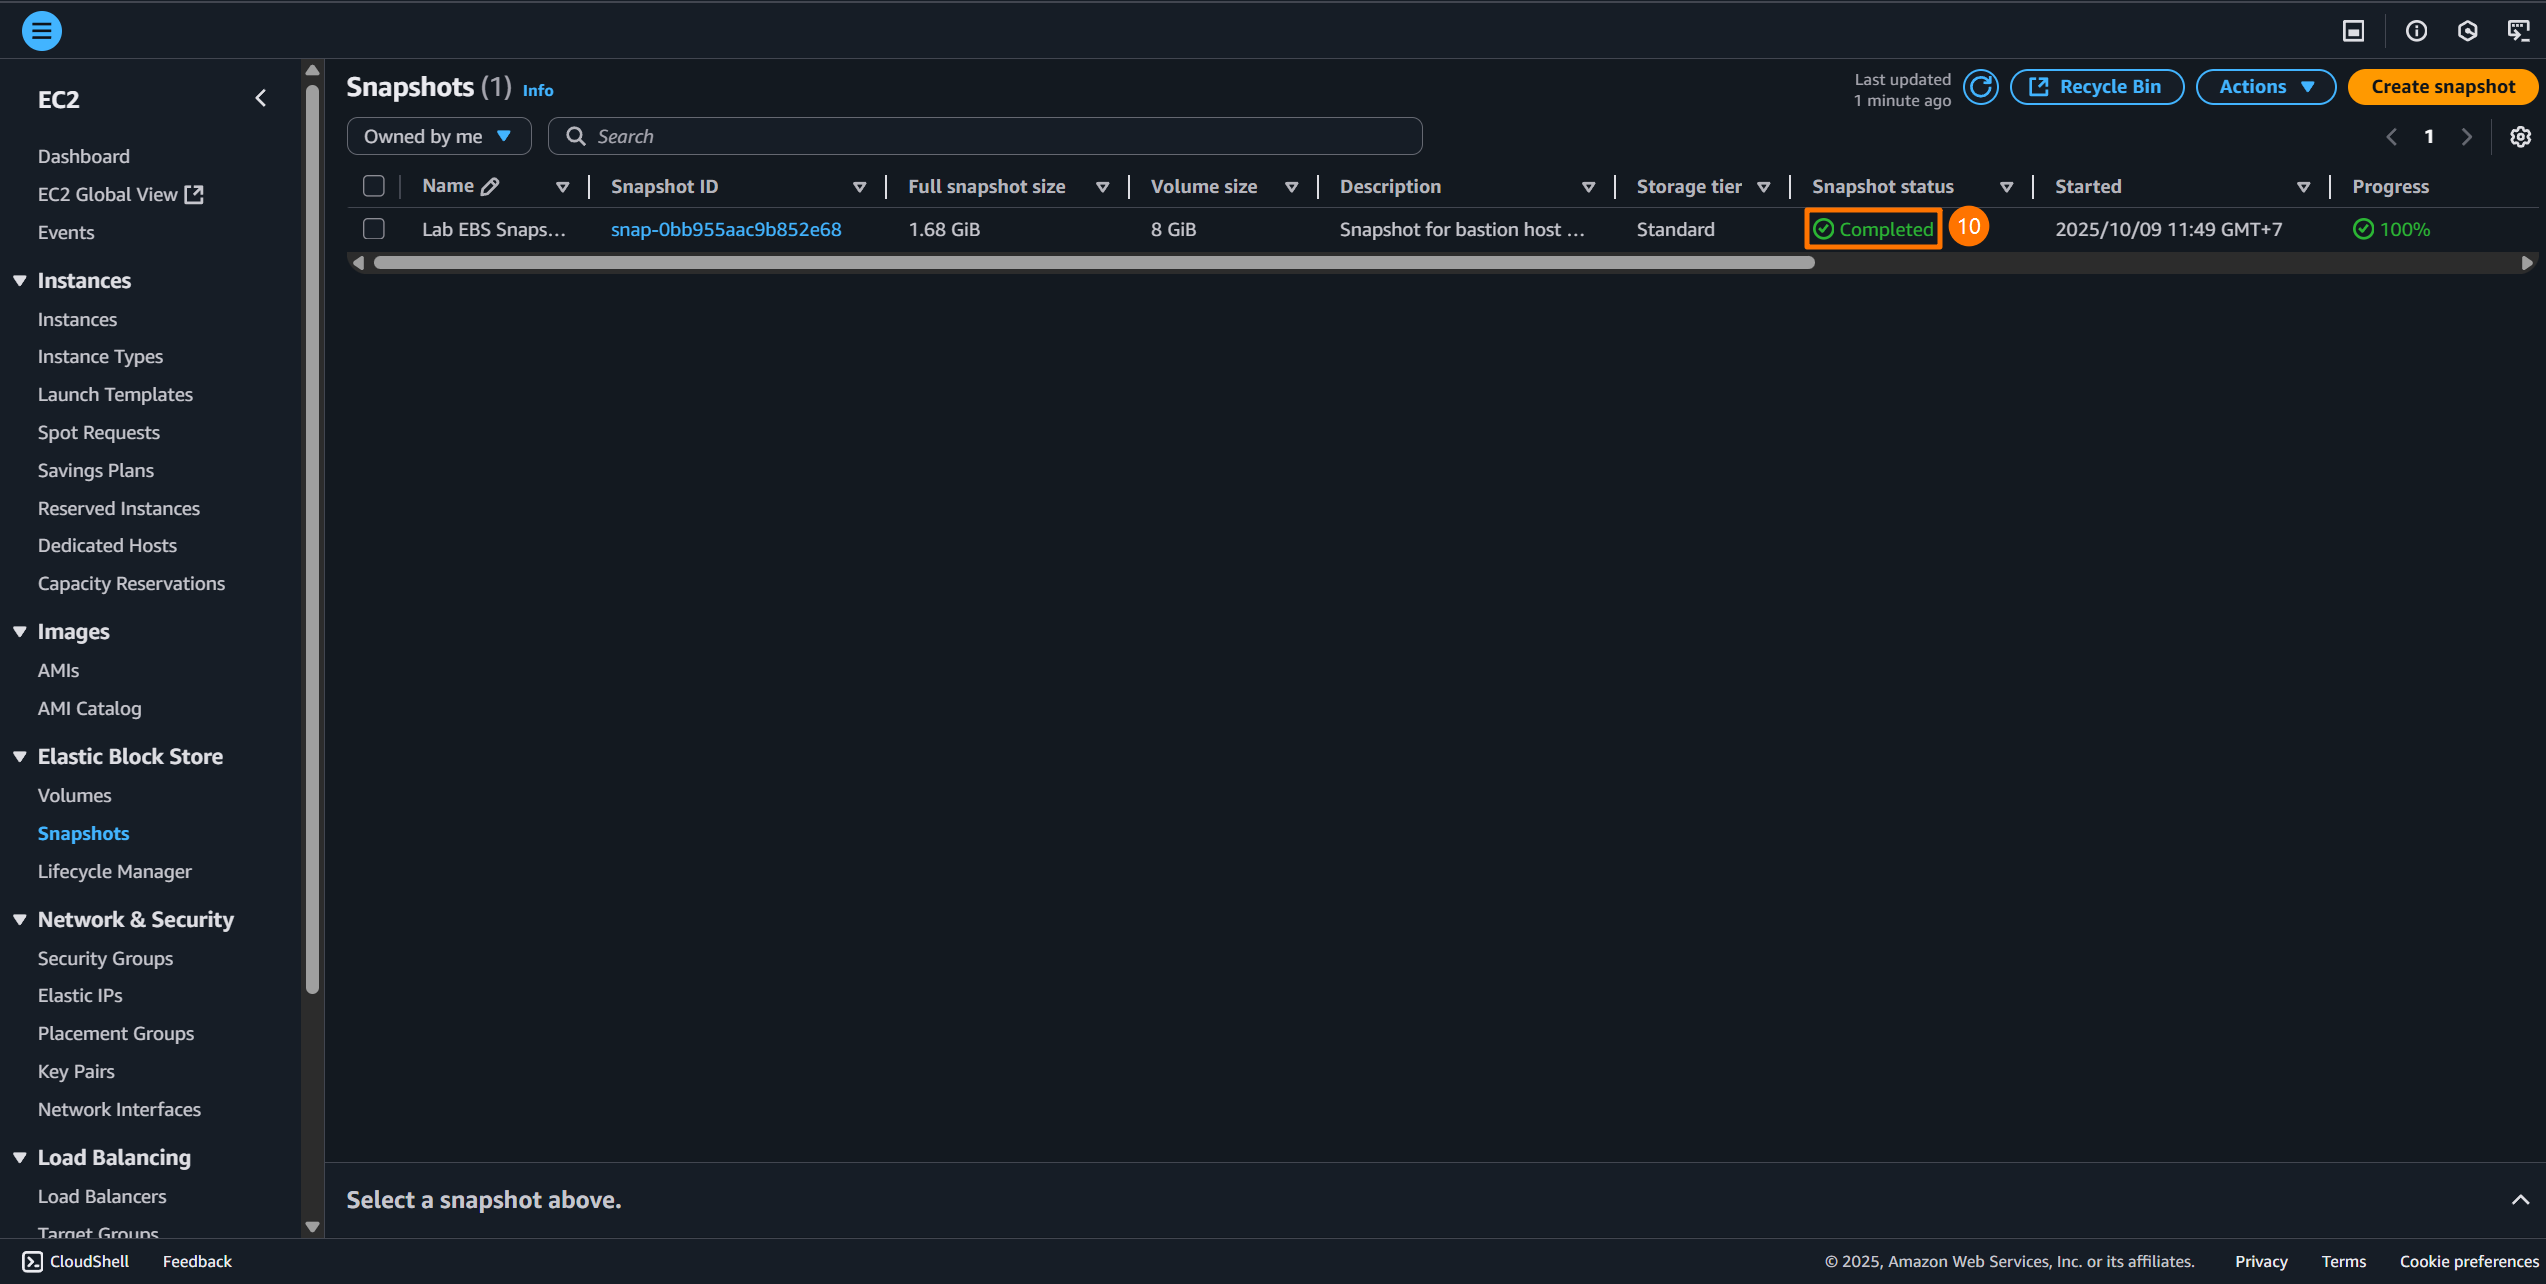 EC2
Dashboard
EC2 Global View
Events
Instances
Instances
Instance Types
Launch Templates
Spot Requests
Savings Plans
Reserved Instances
Dedicated Hosts
Capacity Reservations
Images
AMIs
AMI Catalog
Elastic Block Store
Volumes
Snapshots
Lifecycle Manager
Network & Security
Security Groups
Elastic IPs
Placement Groups
Key Pairs
Network Interfaces
Load Balancing
Load Balancers
Target Groups
Snapshots (1) Info
Last updated
1 minute ago
Recycle Bin
Actions
Create snapshot
Owned by me
Search
1
Name Snapshot ID Full snapshot size Volume size Description Storage tier Snapshot status Started Progress
Lab EBS Snaps... snap-0bb955aac9b852e68 1.68 GiB 8 GiB Snapshot for bastion host ... Standard Completed 10 2025/10/09 11:49 GMT+7 100%
Select a snapshot above.
CloudShell Feedback © 2025, Amazon Web Services, Inc. or its affiliates. Privacy Terms Cookie preferences